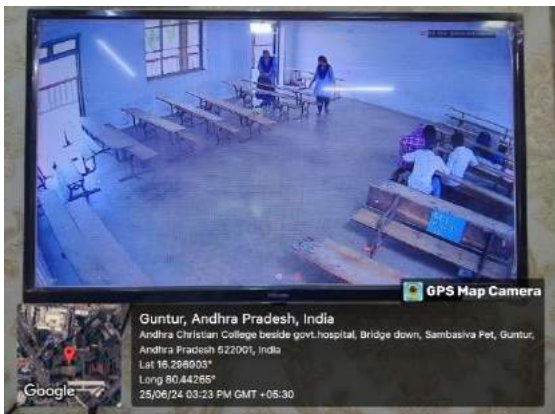 GPS Map Camera
Guntur, Andhra Pradesh, India
Andhra Christian College beside govt.hospital, Bridge down, Sambasiva Pet, Guntur,
Andhra Pradesh 522001, India
Lat 16.296903°
Long 80.44265°
25/06/24 03:23 PM GMT +05:30
Google